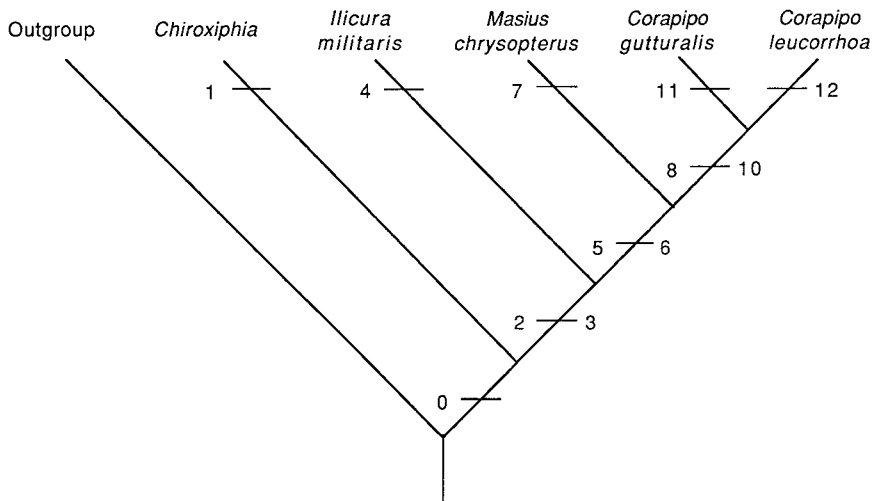 Outgroup
Chiroxiphia
Ilicura
militaris
Masius
chrysopterus
Corapipo
gutturalis
Corapipo
leucorrhoa
1
4
7
11
12
8
10
5
6
2
3
0